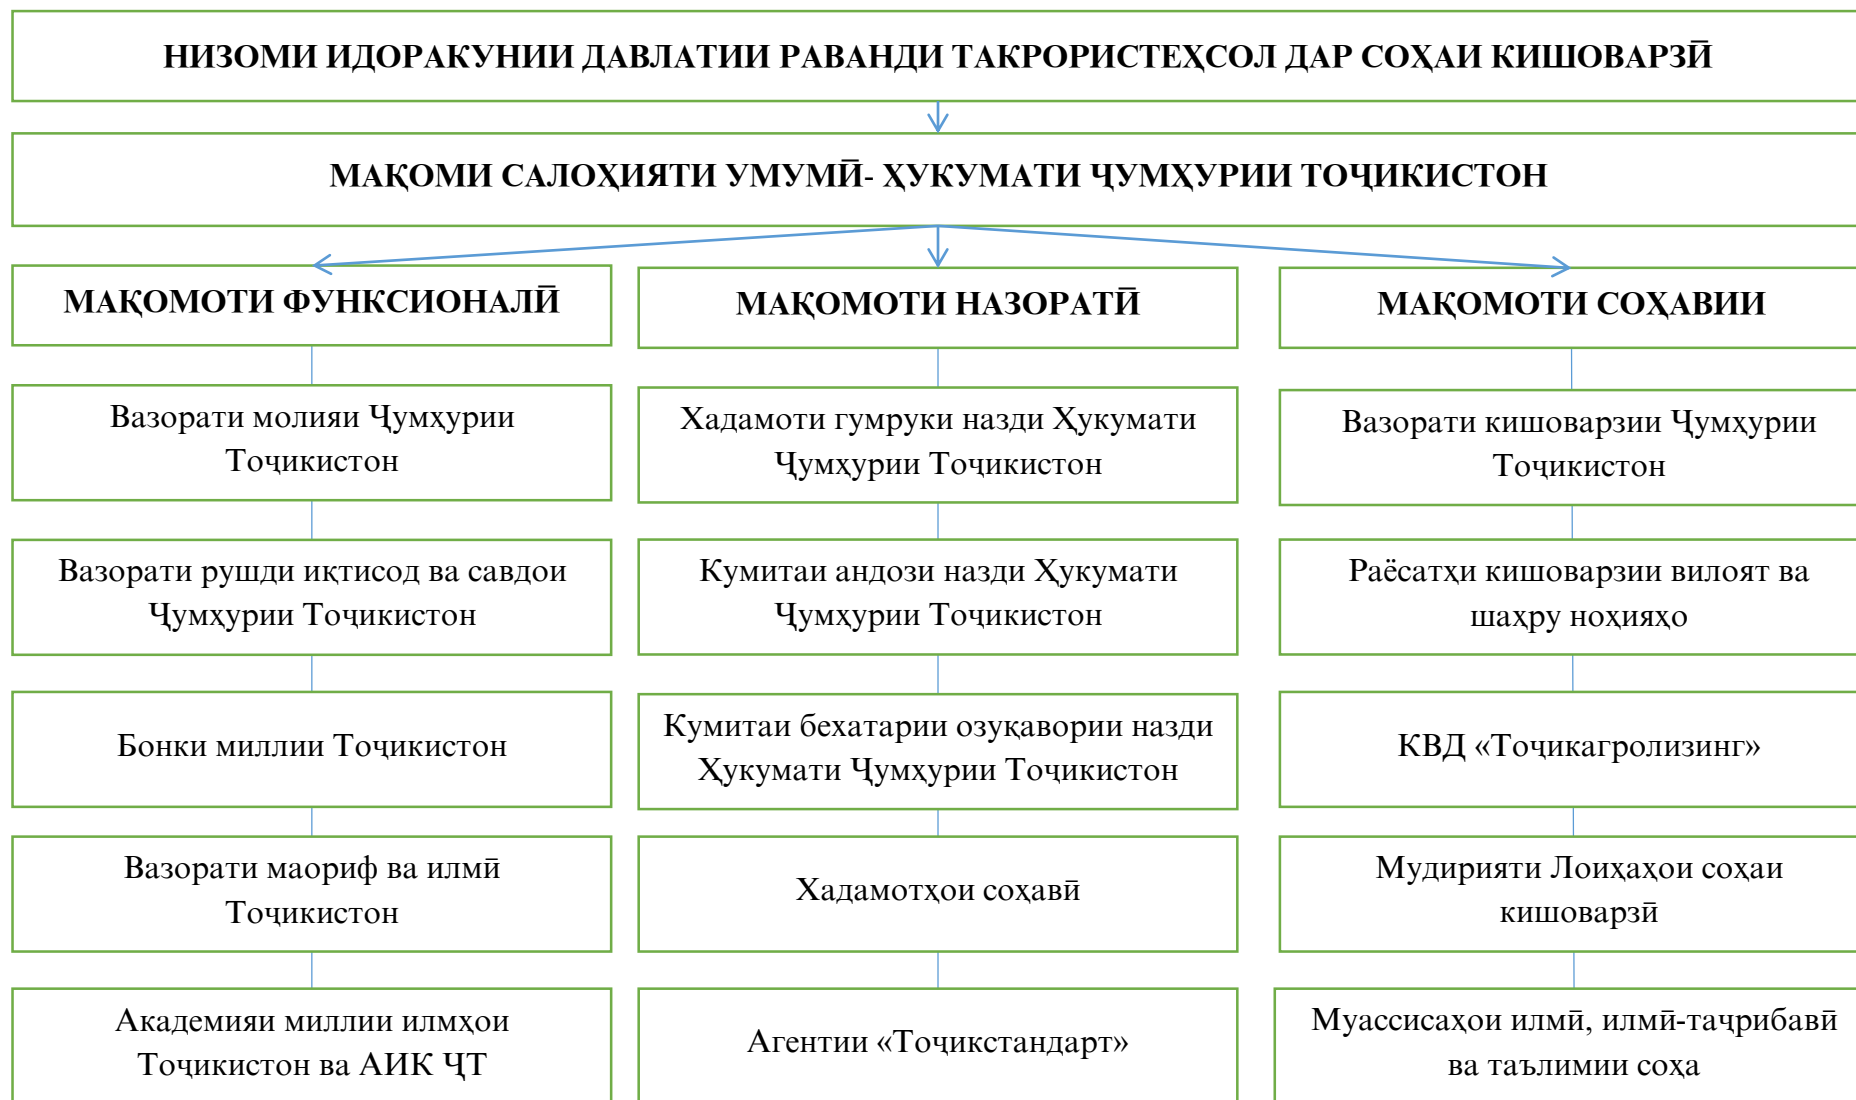 НИЗОМИ ИДОРАКУНИИ ДАВЛАТИИ РАВАНДИ ТАКРОРИСТЕҲСОЛ ДАР СОҲАИ КИШОВАРЗӢ
МАҚОМИ САЛОҲИЯТИ УМУМӢ- ҲУКУМАТИ ҶУМҲУРИИ ТОҶИКИСТОН
МАҚОМОТИ ФУНКСИОНАЛӢ
Вазорати молияи Ҷумҳурии
Тоҷикистон
Вазорати рушди иқтисод ва савдои
Ҷумҳурии Тоҷикистон
Бонки миллии Тоҷикистон
Вазорати маориф ва илмӣ
Тоҷикистон
Академияи миллии илмҳои
Тоҷикистон ва АИК ҶТ
МАҚОМОТИ НАЗОРАТӢ
Хадамоти гумруки назди Ҳукумати
Ҷумҳурии Тоҷикистон
Кумитаи андози назди Ҳукумати
Ҷумҳурии Тоҷикистон
Кумитаи бехатарии озуқавории назди
Ҳукумати Ҷумҳурии Тоҷикистон
Хадамотҳои соҳавӣ
Агентии «Тоҷикстандарт»
МАҚОМОТИ СОҲАВИИ
Вазорати кишоварзии Ҷумҳурии
Тоҷикистон
Раёсатҳи кишоварзии вилоят ва
шаҳру ноҳияҳо
КВД «Тоҷикагролизинг»
Мудирияти Лоиҳаҳои соҳаи
кишоварзӣ
Муассисаҳои илмӣ, илмӣ-таҷрибавӣ
ва таълимии соҳа